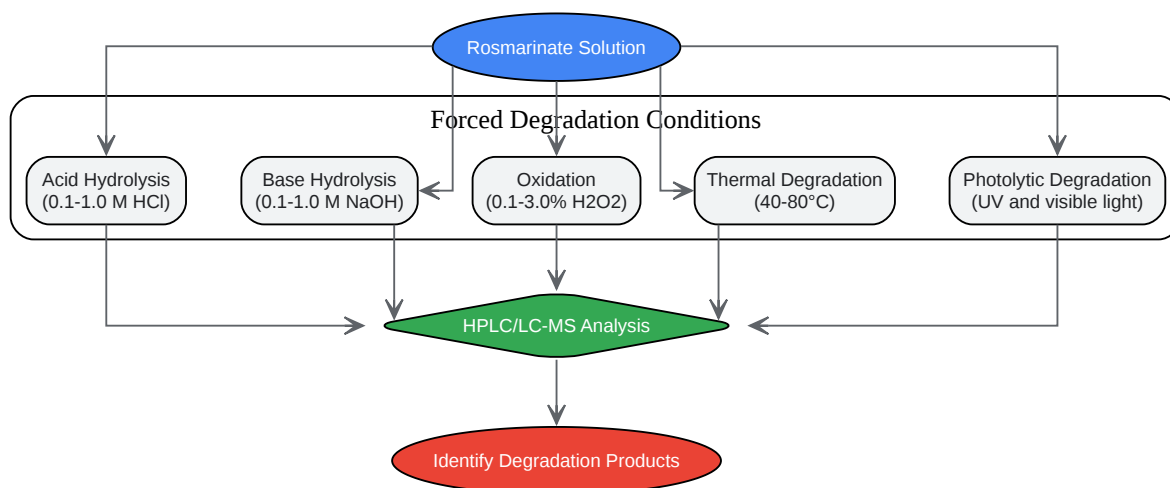 Rosmarinate Solution
Forced Degradation Conditions
Acid Hydrolysis
(0.1-1.0 M HCl)
Base Hydrolysis
(0.1-1.0 M NaOH)
Oxidation
(0.1-3.0% H2O2)
Thermal Degradation
(40-80°C)
Photolytic Degradation
(UV and visible light)
HPLC/LC-MS Analysis
Identify Degradation Products